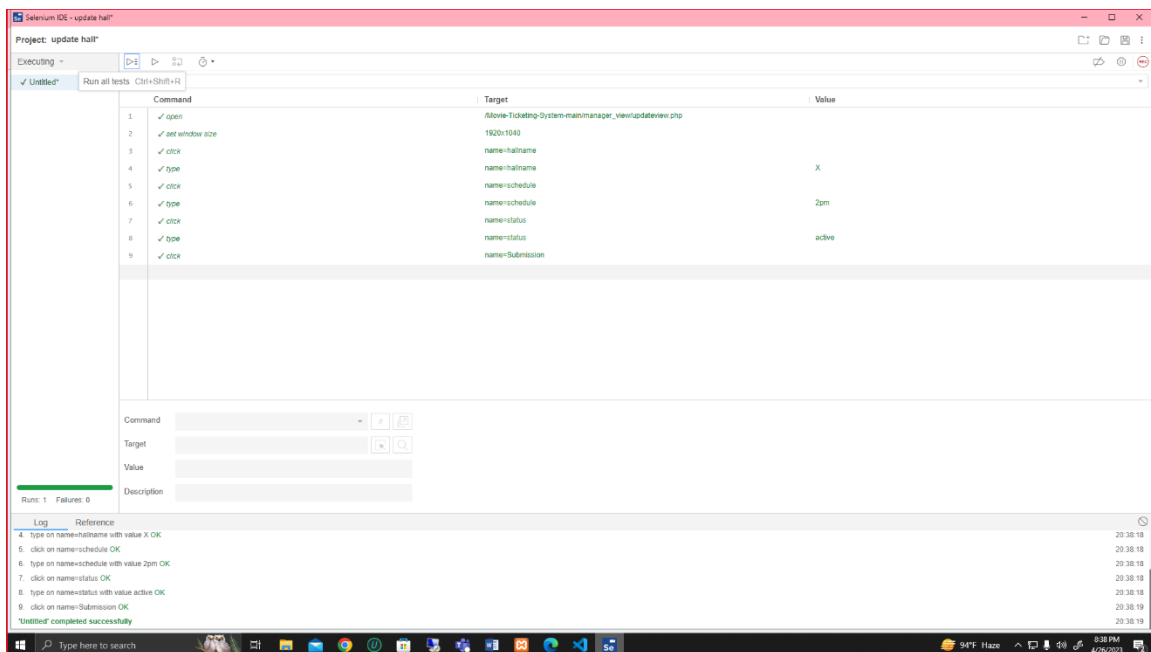 Selenium IDE - update hall*
Project: update hall*
Executing
✓ Untitled*
Run all tests Ctrl+Shift+R
Command Target Value
1 ✓ open /Movie-Ticketing-System-main/manager_view/updateview.php
2 ✓ set window size 1920x1040
3 ✓ click name=hallname
4 ✓ type name=hallname X
5 ✓ click name=schedule
6 ✓ type name=schedule 2pm
7 ✓ click name=status
8 ✓ type name=status active
9 ✓ click name=Submission
Command
Target
Value
Description
Runs: 1 Failures: 0
Log Reference
4. type on name=hallname with value X OK 20:38:18
5. click on name=schedule OK 20:38:18
6. type on name=schedule with value 2pm OK 20:38:18
7. click on name=status OK 20:38:18
8. type on name=status with value active OK 20:38:18
9. click on name=Submission OK 20:38:19
'Untitled' completed successfully 20:38:19
Type here to search
94°F Haze
8:38 PM
4/26/2023